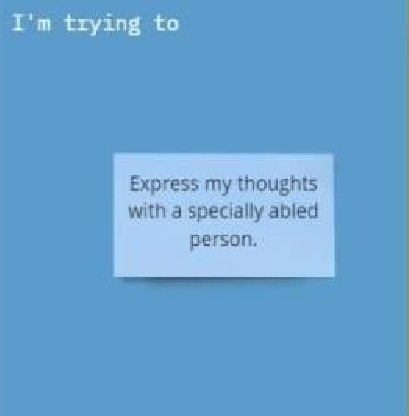 I'm trying to
Express my thoughts
with a specially abled
person.